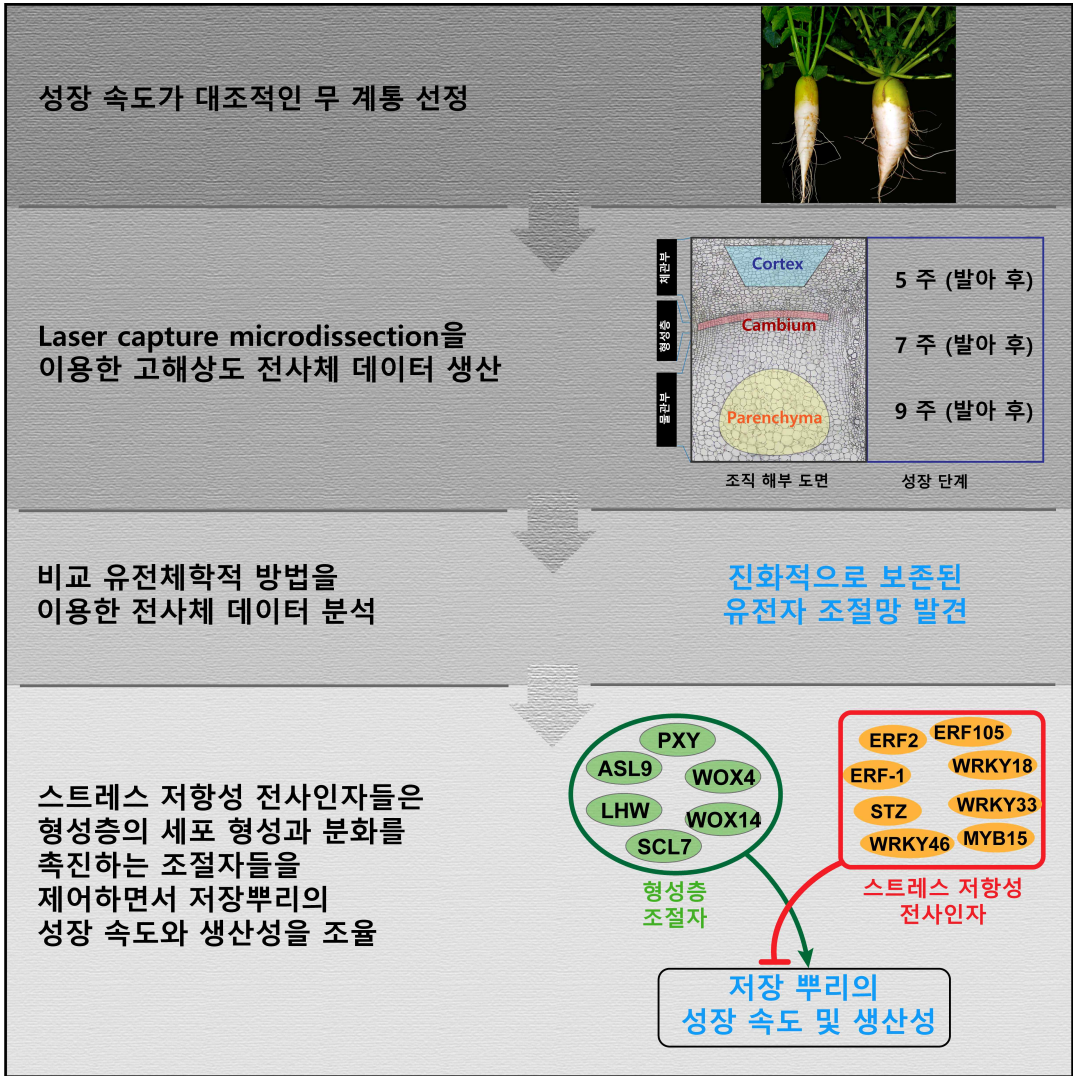 성장 속도가 대조적인 무 계통 선정
Laser capture microdissection을
이용한 고해상도 전사체 데이터 생산
체관부
형성층
물관부
Cortex
Cambium
Parenchyma
5 주 (발아 후)
7 주 (발아 후)
9 주 (발아 후)
조직 해부 도면
성장 단계
비교 유전체학적 방법을
이용한 전사체 데이터 분석
진화적으로 보존된
유전자 조절망 발견
스트레스 저항성 전사인자들은
형성층의 세포 형성과 분화를
촉진하는 조절자들을
제어하면서 저장뿌리의
성장 속도와 생산성을 조율
PXY
ASL9
WOX4
LHW
WOX14
SCL7
형성층
조절자
ERF2
ERF105
ERF-1
WRKY18
STZ
WRKY33
WRKY46
MYB15
스트레스 저항성
전사인자
저장 뿌리의
성장 속도 및 생산성